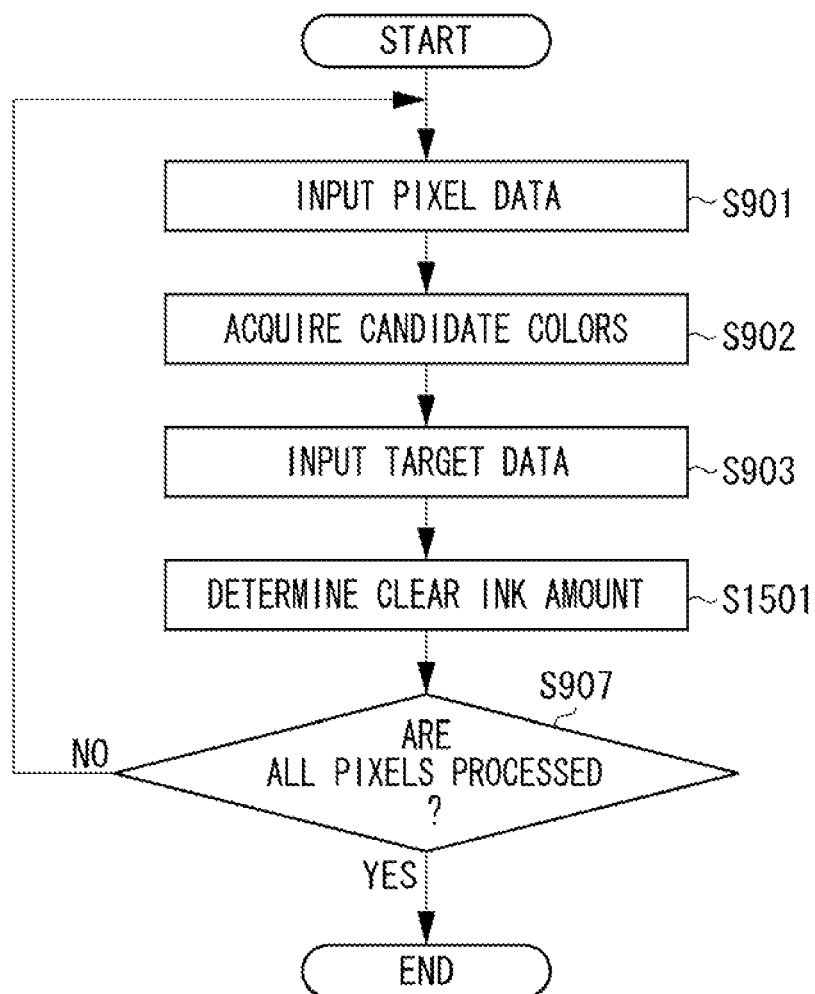 START
INPUT PIXEL DATA
S901
ACQUIRE CANDIDATE COLORS
S902
INPUT TARGET DATA
S903
DETERMINE CLEAR INK AMOUNT
S1501
S907
ARE
ALL PIXELS PROCESSED
?
NO
YES
END